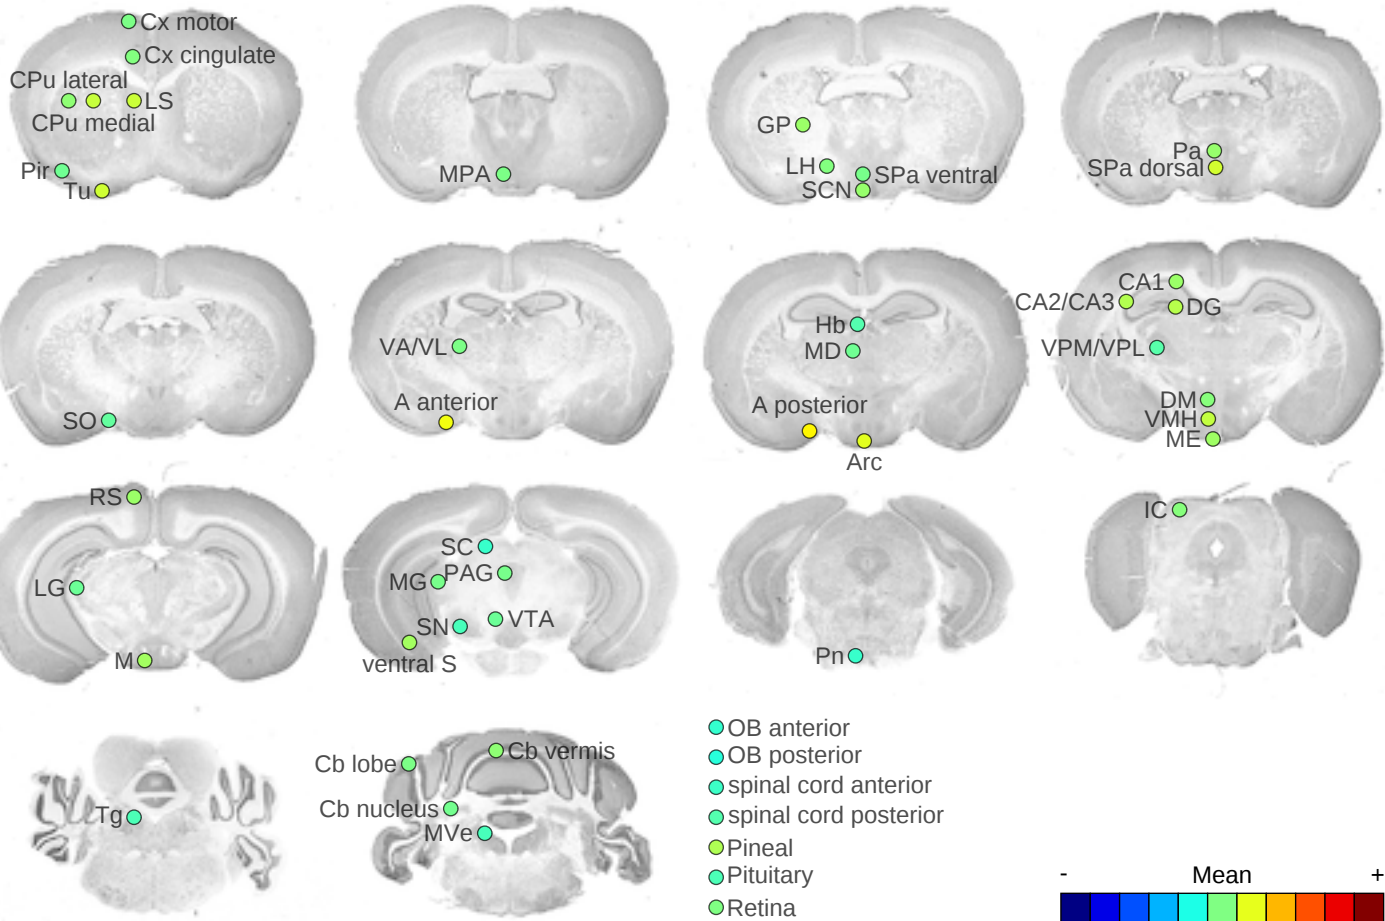 Cx motor
Cx cingulate
CPu lateral
LS
CPu medial
Pir
Tu
MPA
GP
LH
SPa ventral
SCN
Pa
SPa dorsal
SO
VA/VL
A anterior
Hb
MD
A posterior
Arc
CA1
CA2/CA3
DG
VPM/VPL
DM
VMH
ME
RS
LG
M
SC
PAG
MG
VTA
SN
ventral S
Pn
IC
Tg
Cb vermis
Cb lobe
Cb nucleus
MVe
OB anterior
OB posterior
spinal cord anterior
spinal cord posterior
Pineal
Pituitary
Retina
- Mean +